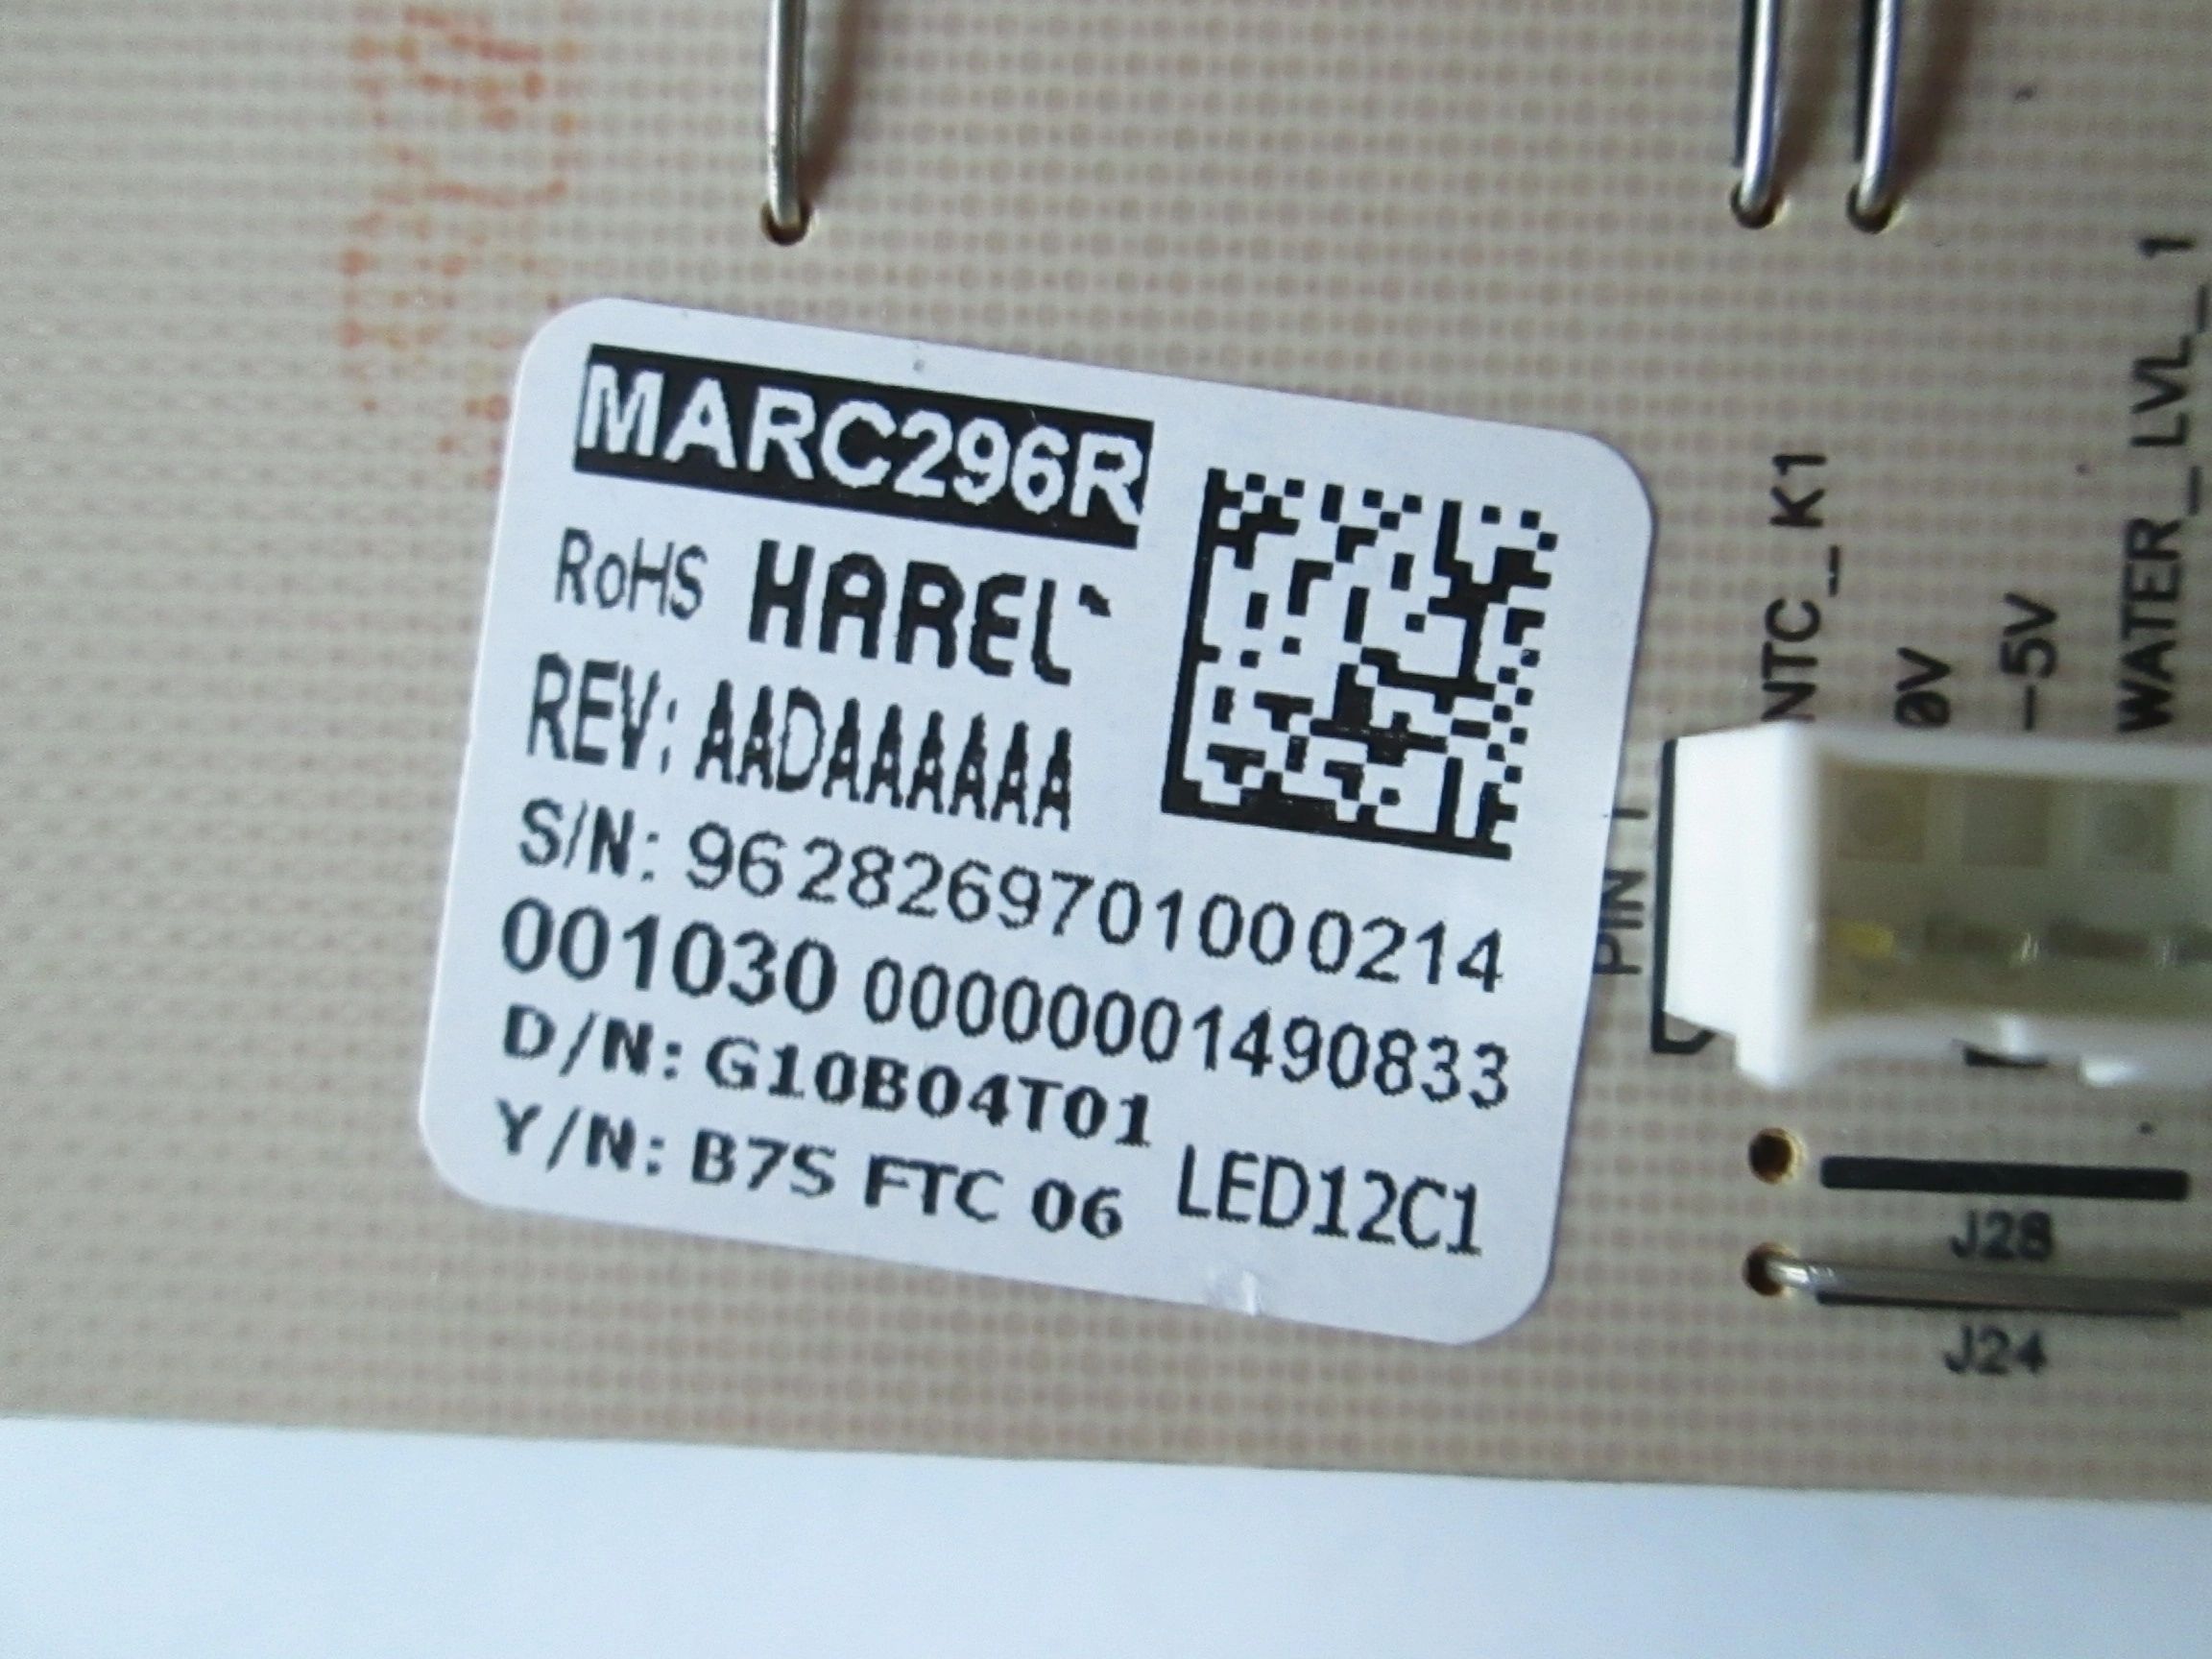 MARC296R
RoHS HAREL
REV: AADAAAAAA
S/N: 9628269701000214
001030 00000001490833
D/N: G10B04T01
Y/N: B7S FTC 06 LED12C1
NTC_K1
0V
-5V
WATER_LVL_1
PIN 1
J28
J24